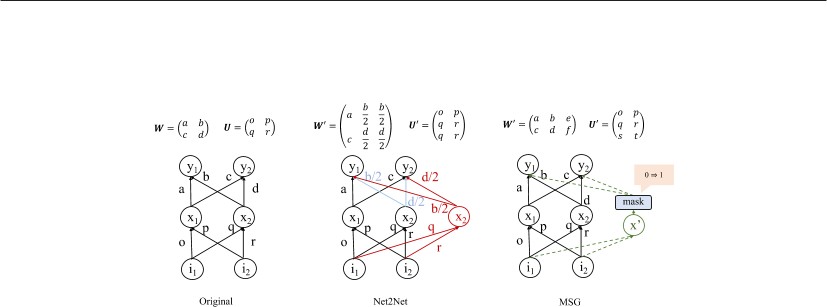 W = (a b c d) U = (o p q r)
W′ = (a b/2 b/2 c d/2 d/2) U′ = (o p q r q r)
W′ = (a b e c d f) U′ = (o p q r s t)
y1 y2 y1 y2 y1 y2
0 ⇒ 1
b c b/2 c d/2 b c
a d a d/2 a d mask
b/2
x1 x2 x1 x2 x2 x1 x2 x'
o p q r o p q r q r o p q r
i1 i2 i1 i2 i1 i2
Original Net2Net MSG